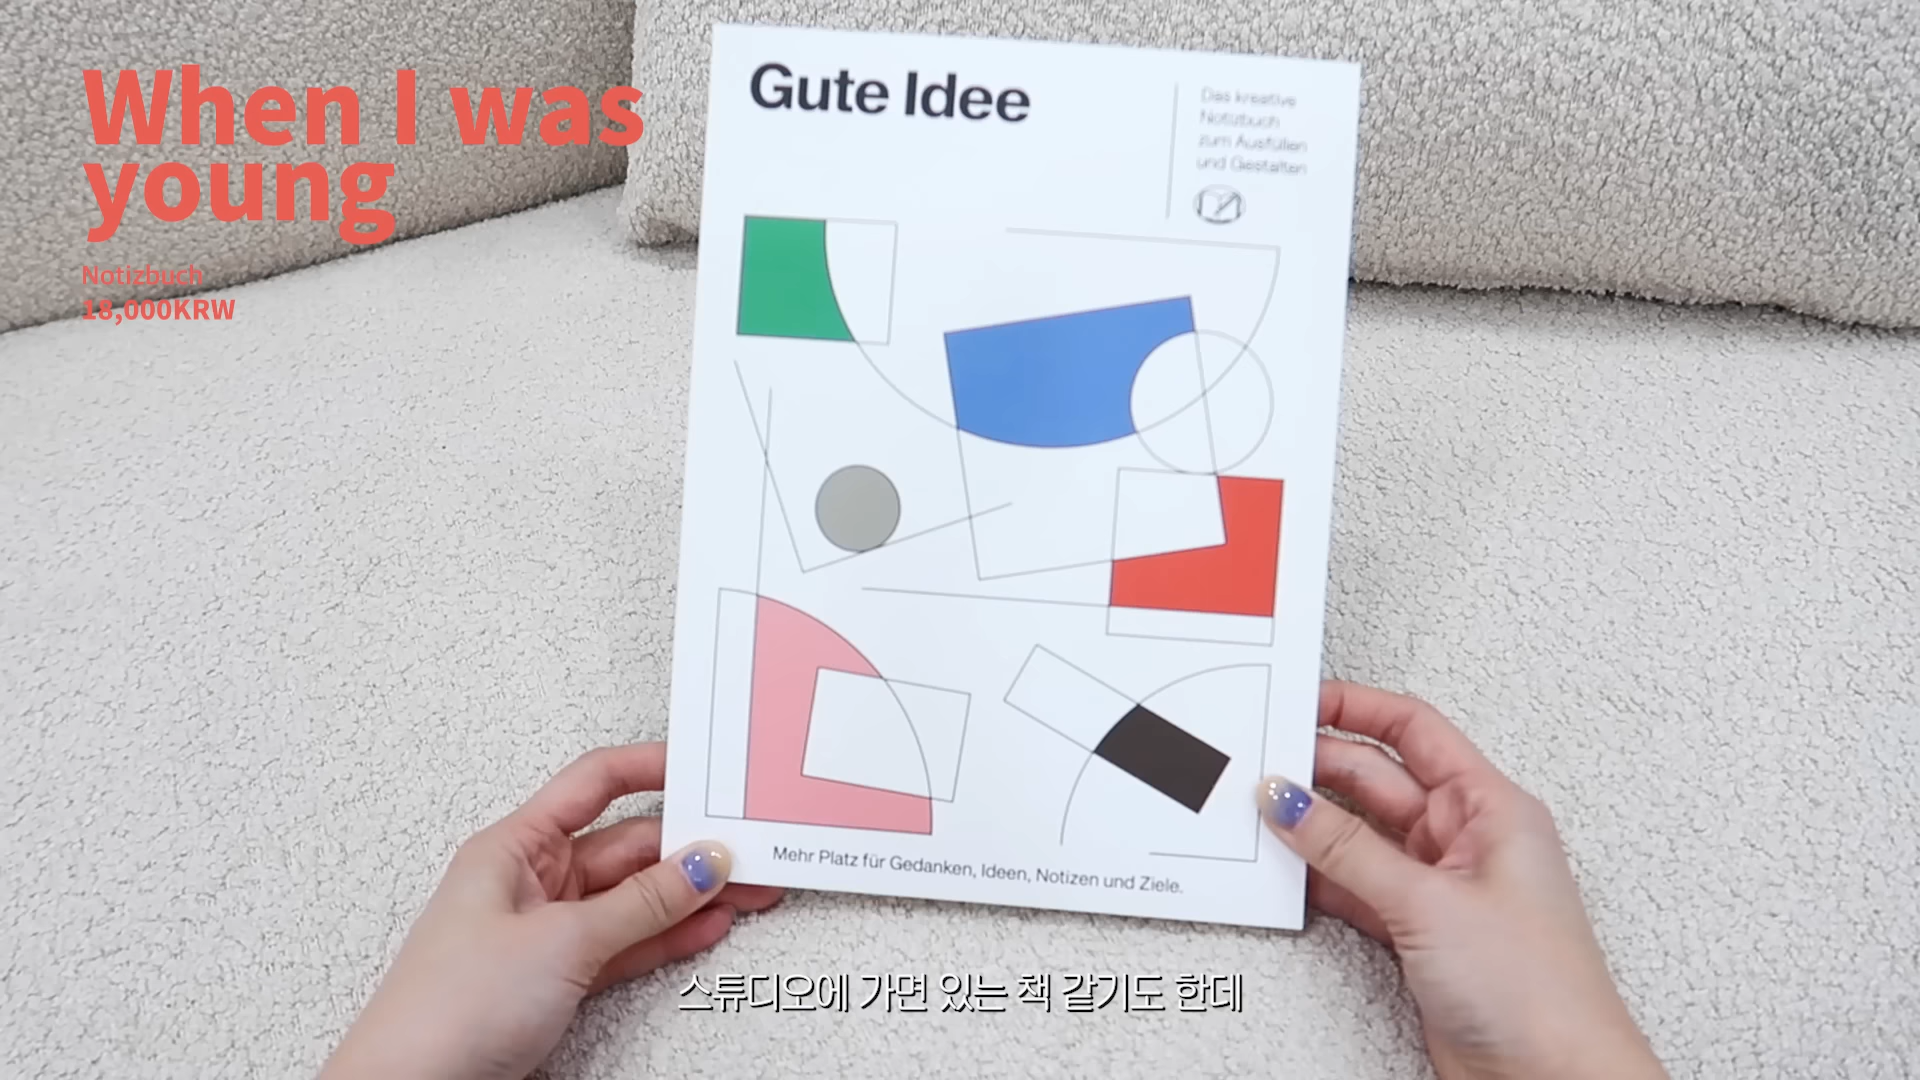 When I was
young
Notizbuch
18,000KRW
Gute Idee
Das kreative
Notizbuch
zum Ausfüllen
und Gestalten
Mehr Platz für Gedanken, Ideen, Notizen und Ziele.
스튜디오에 가면 있는 책 같기도 한데